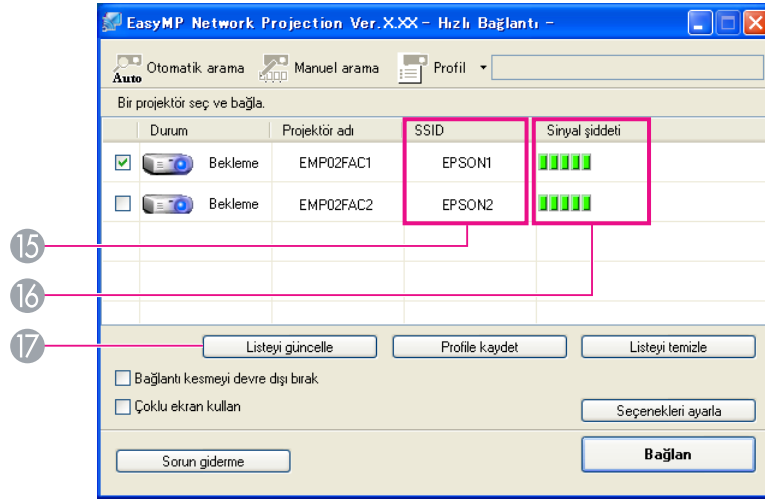 EasyMP Network Projection Ver.X.XX - Hızlı Bağlantı -
Auto Otomatik arama Manuel arama Profil
Bir projektör seç ve bağla.
Durum Projektör adı SSID Sinyal şiddeti
Bekleme EMP02FAC1 EPSON1
Bekleme EMP02FAC2 EPSON2
15
16
17 Listeyi güncelle Profile kaydet Listeyi temizle
Bağlantı kesmeyi devre dışı bırak
Çoklu ekran kullan Seçenekleri ayarla
Sorun giderme Bağlan